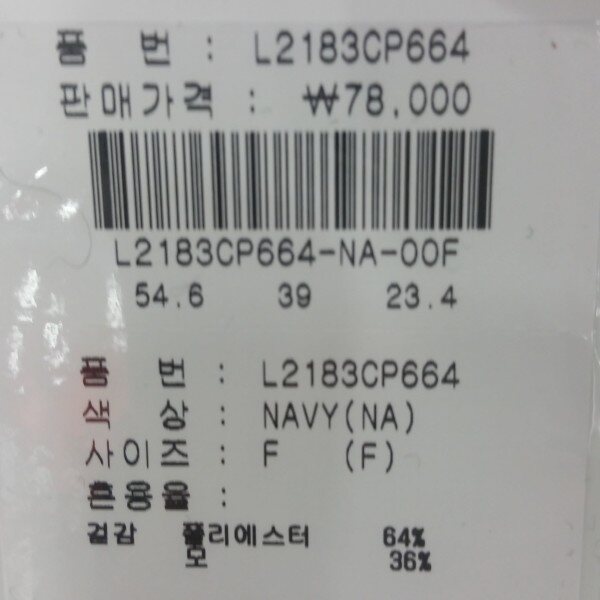 품 번 : L2183CP664
판매가격 : ₩78,000
L2183CP664-NA-00F
54.6 39 23.4
품 번 : L2183CP664
색 상 : NAVY(NA)
사이즈 : F (F)
혼용율 :
겉감 폴리에스터 64%
모 36%